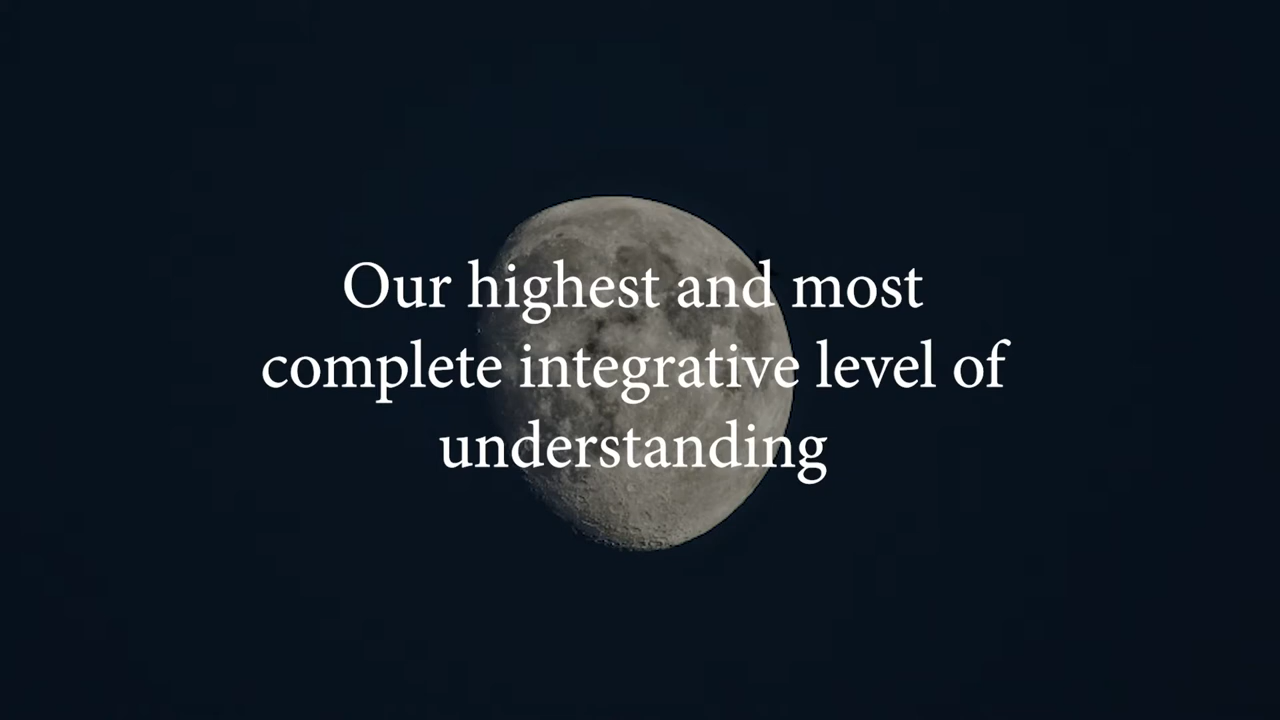 Our highest and most
complete integrative level of
understanding